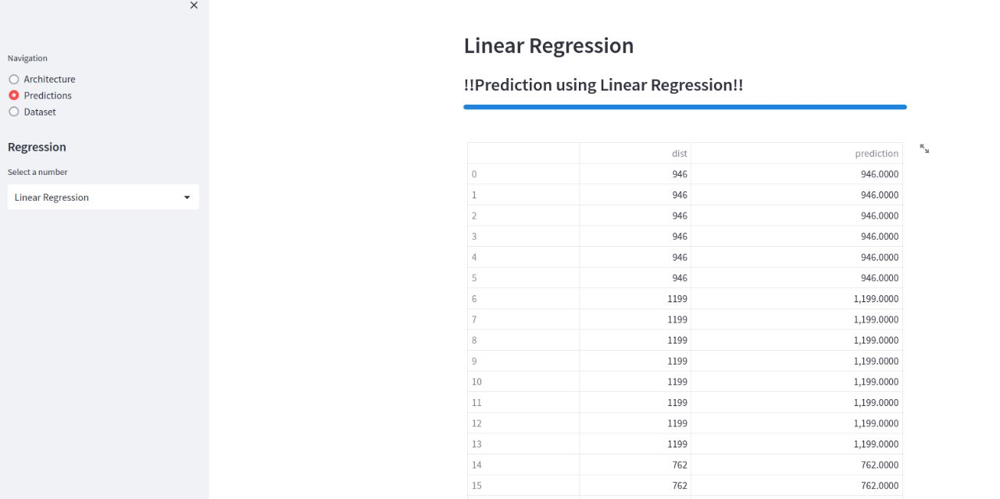 Navigation
Architecture
Predictions
Dataset
Regression
Select a number
Linear Regression
Linear Regression
!!Prediction using Linear Regression!!
dist prediction
0 946 946.0000
1 946 946.0000
2 946 946.0000
3 946 946.0000
4 946 946.0000
5 946 946.0000
6 1199 1,199.0000
7 1199 1,199.0000
8 1199 1,199.0000
9 1199 1,199.0000
10 1199 1,199.0000
11 1199 1,199.0000
12 1199 1,199.0000
13 1199 1,199.0000
14 762 762.0000
15 762 762.0000